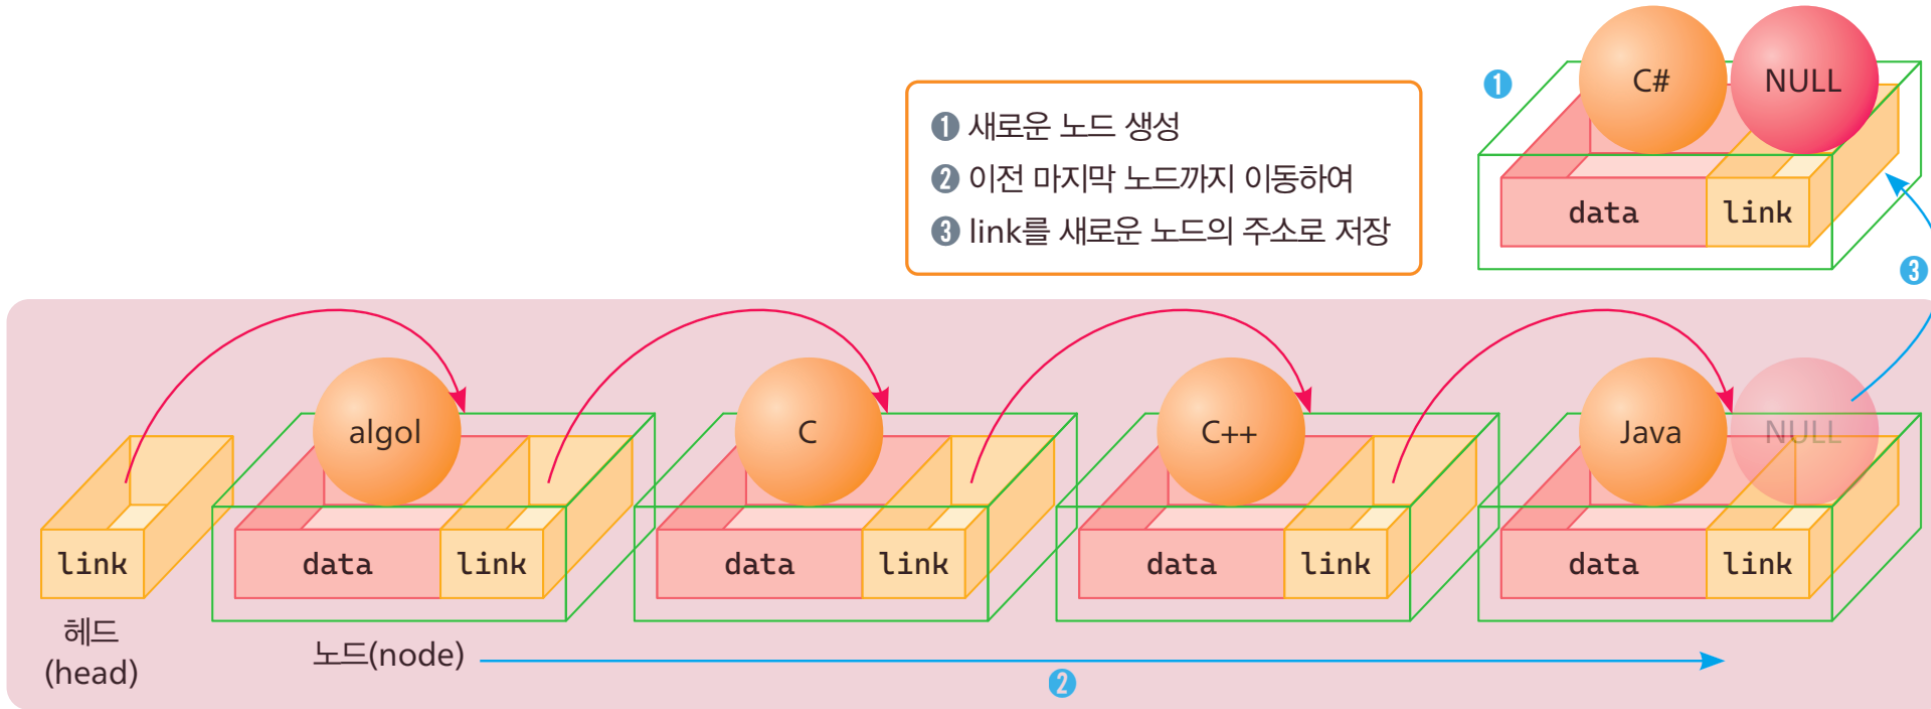 C# NULL
❶
❶ 새로운 노드 생성
❷ 이전 마지막 노드까지 이동하여
❸ link를 새로운 노드의 주소로 저장
data link
❸
algol C C++ Java NULL
link data link data link data link data link
헤드
(head)
노드(node)
❷